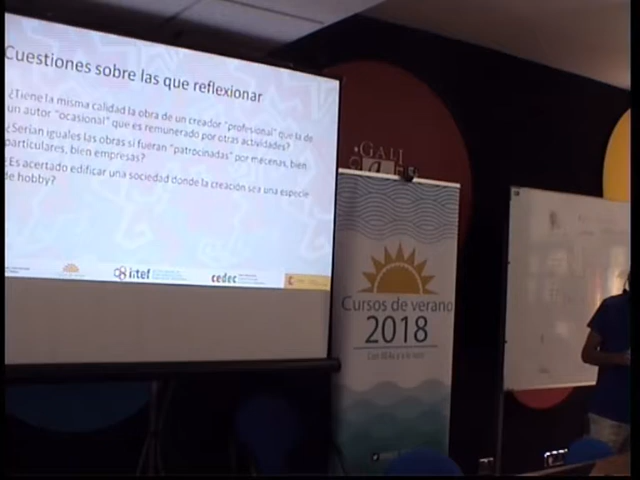 Cuestiones sobre las que reflexionar
¿Tiene la misma calidad la obra de un creador "profesional" que la de
un autor "ocasional" que es remunerado por otras actividades?
¿Serían iguales las obras si fueran "patrocinadas" por mecenas, bien
particulares, bien empresas?
¿Es acertado edificar una sociedad donde la creación sea una especie
de hobby?
intef
cedec
GALI
Cursos de verano
2018